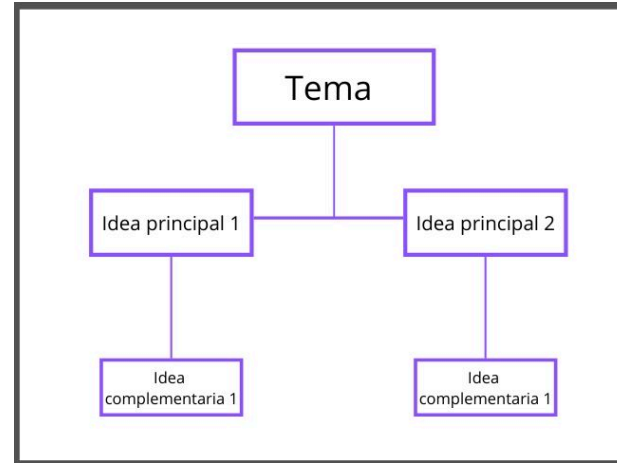 Tema
Idea principal 1
Idea principal 2
Idea
complementaria 1
Idea
complementaria 1